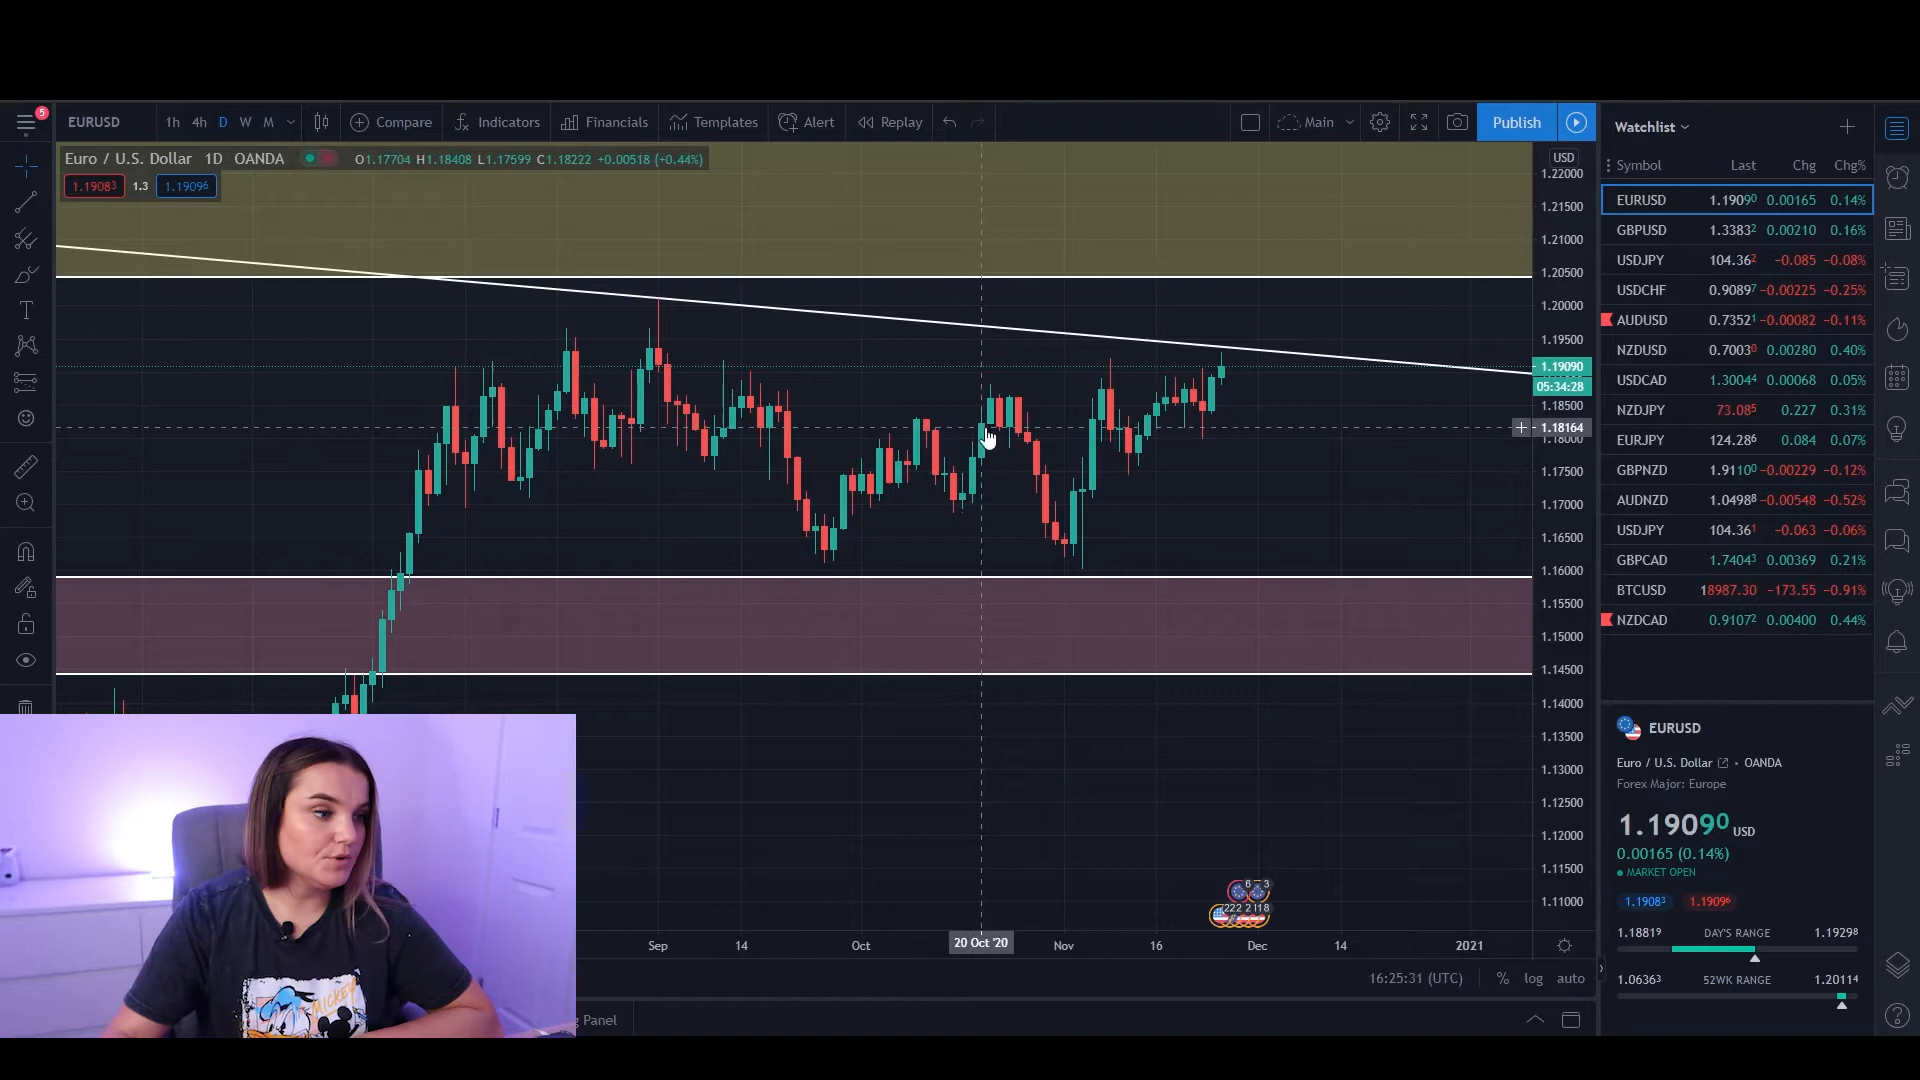 5
EURUSD 1h 4h D W M Compare Indicators Financials Templates Alert Replay Main Publish
Euro / U.S. Dollar 1D OANDA O1.17704 H1.18408 L1.17599 C1.18222 +0.00518 (+0.44%)
1.19083 1.3 1.19096
USD
1.22000
1.21500
1.21000
1.20500
1.20000
1.19500
1.19090
05:34:28
1.18500
1.18164
1.18000
1.17500
1.17000
1.16500
1.16000
1.15500
1.15000
1.14500
1.14000
1.13500
1.13000
1.12500
1.12000
1.11500
1.11000
6 3
Sep 14 Oct 20 Oct '20 Nov 16 Dec 14 2021
16:25:31 (UTC) % log auto
Panel
MICKEY
Watchlist
Symbol Last Chg Chg%
EURUSD 1.19090 0.00165 0.14%
GBPUSD 1.33832 0.00210 0.16%
USDJPY 104.362 −0.085 −0.08%
USDCHF 0.90897 −0.00225 −0.25%
AUDUSD 0.73521 −0.00082 −0.11%
NZDUSD 0.70030 0.00280 0.40%
USDCAD 1.30044 0.00068 0.05%
NZDJPY 73.085 0.227 0.31%
EURJPY 124.286 0.084 0.07%
GBPNZD 1.91100 −0.00229 −0.12%
AUDNZD 1.04988 −0.00548 −0.52%
USDJPY 104.361 −0.063 −0.06%
GBPCAD 1.74043 0.00369 0.21%
BTCUSD 18987.30 −173.55 −0.91%
NZDCAD 0.91072 0.00400 0.44%
EURUSD
Euro / U.S. Dollar • OANDA
Forex Major: Europe
1.19090 USD
0.00165 (0.14%)
MARKET OPEN
1.19083 1.19096
1.18819 DAY'S RANGE 1.19298
1.06363 52WK RANGE 1.20114